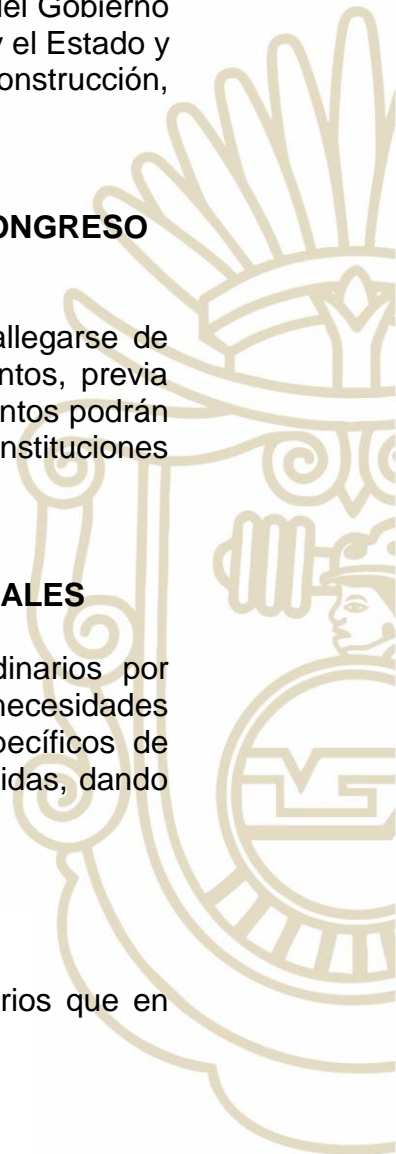 del Gobierno
y el Estado y
onstrucción,
ONGRESO
allegarse de
ntos, previa
ntos podrán
nstituciones
ALES
dinarios por
necesidades
pecíficos de
idas, dando
rios que en